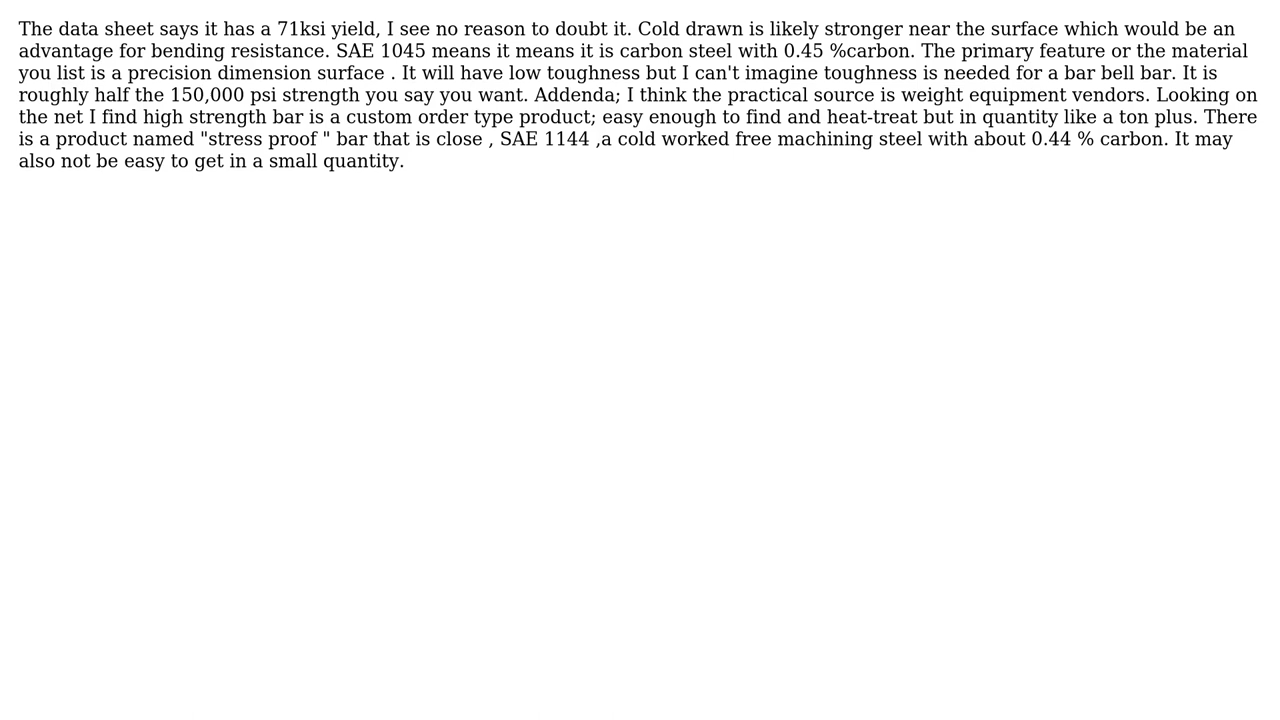 The data sheet says it has a 71ksi yield, I see no reason to doubt it. Cold drawn is likely stronger near the surface which would be an
advantage for bending resistance. SAE 1045 means it means it is carbon steel with 0.45 %carbon. The primary feature or the material
you list is a precision dimension surface . It will have low toughness but I can't imagine toughness is needed for a bar bell bar. It is
roughly half the 150,000 psi strength you say you want. Addenda; I think the practical source is weight equipment vendors. Looking on
the net I find high strength bar is a custom order type product; easy enough to find and heat-treat but in quantity like a ton plus. There
is a product named "stress proof " bar that is close , SAE 1144 ,a cold worked free machining steel with about 0.44 % carbon. It may
also not be easy to get in a small quantity.